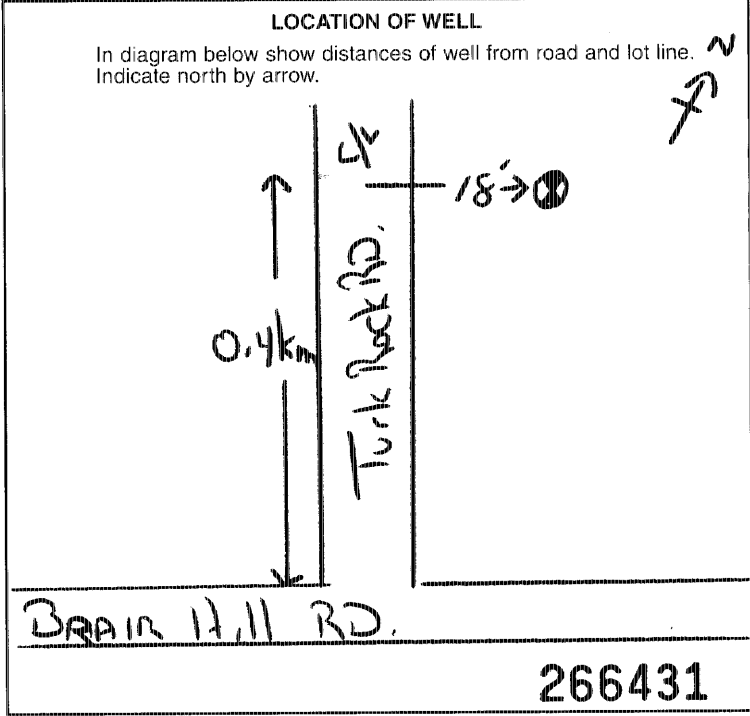 LOCATION OF WELL
In diagram below show distances of well from road and lot line.
Indicate north by arrow.
N
18'
0.4km
Turk Rock RD.
BRAIR Hill RD.
266431